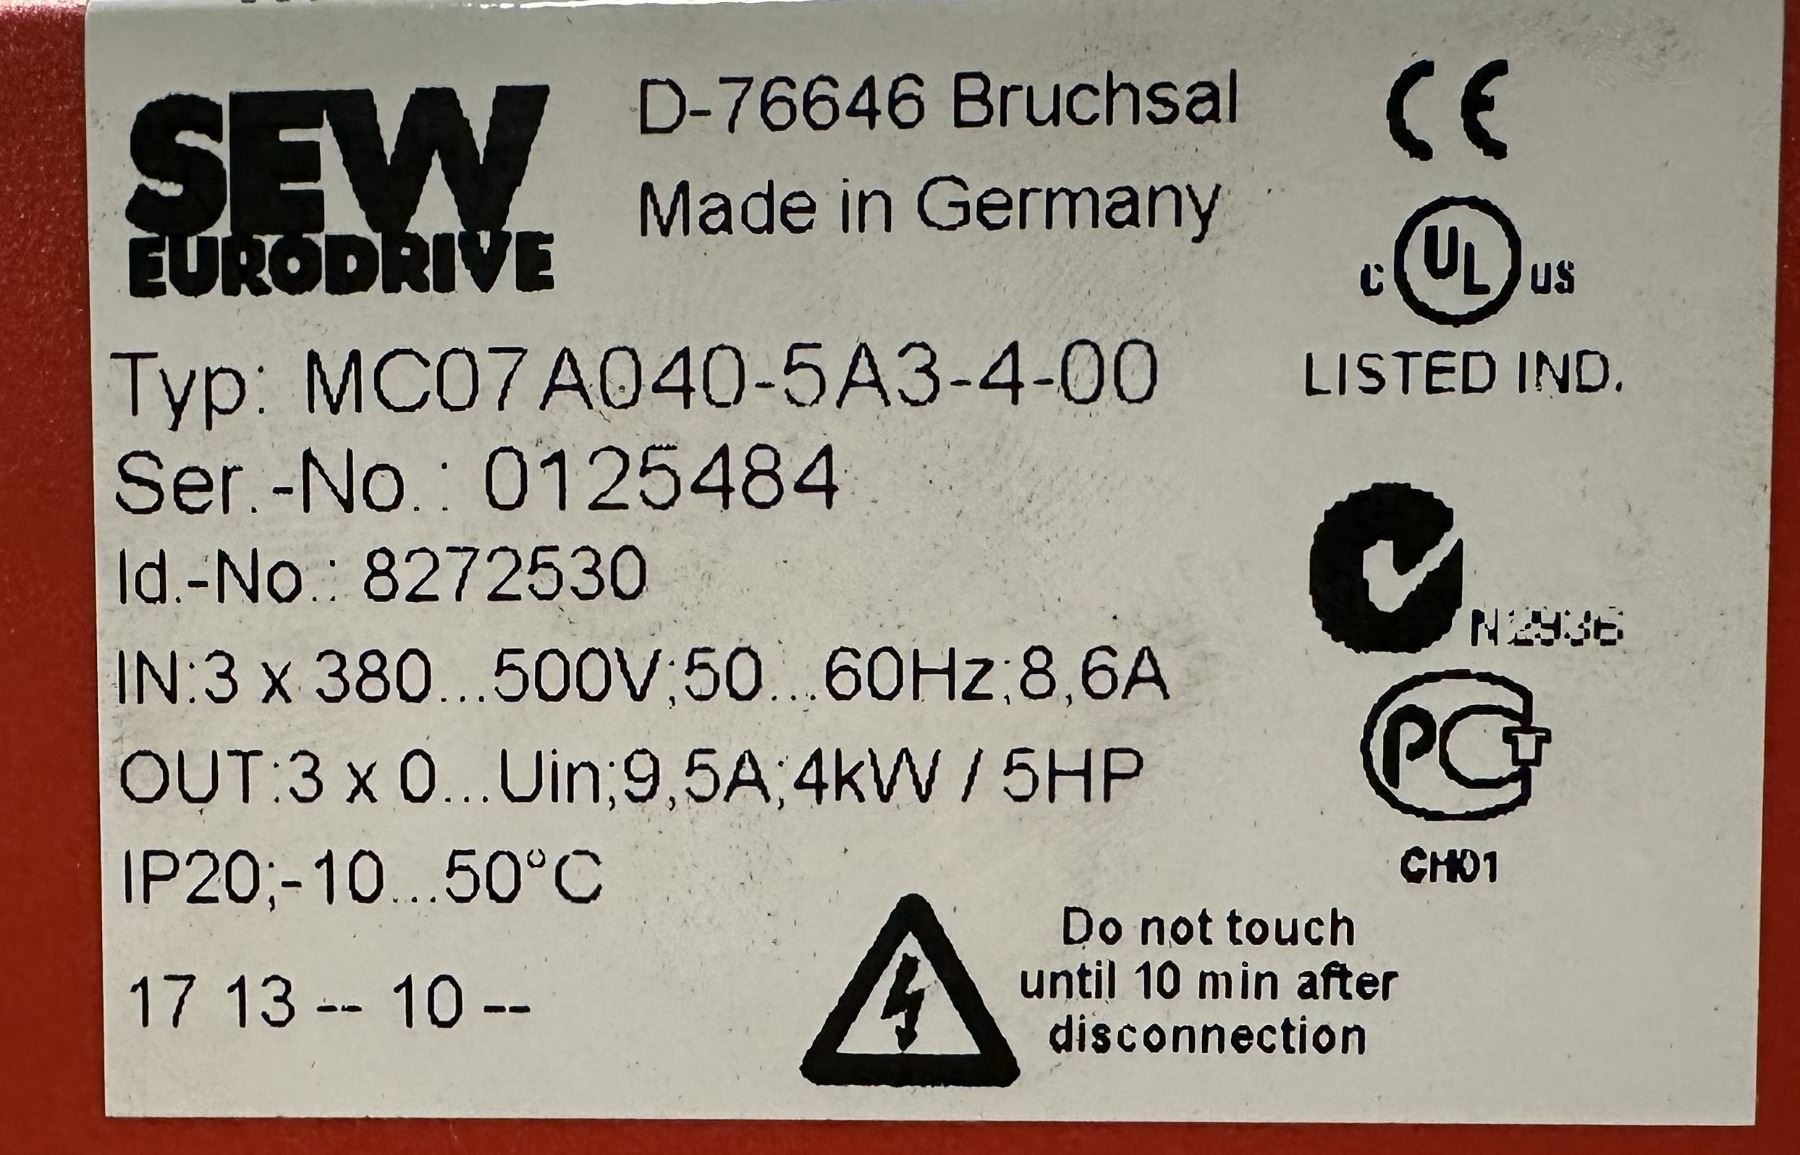 SEW
EURODRIVE
D-76646 Bruchsal
Made in Germany
CE
C UL US
LISTED IND.
Typ: MC07A040-5A3-4-00
Ser.-No.: 0125484
Id.-No.: 8272530
IN:3 x 380...500V;50...60Hz;8,6A
OUT:3 x 0...Uin;9,5A;4kW / 5HP
IP20;-10...50°C
17 13 -- 10 --
N2936
PCT
CH01
Do not touch
until 10 min after
disconnection